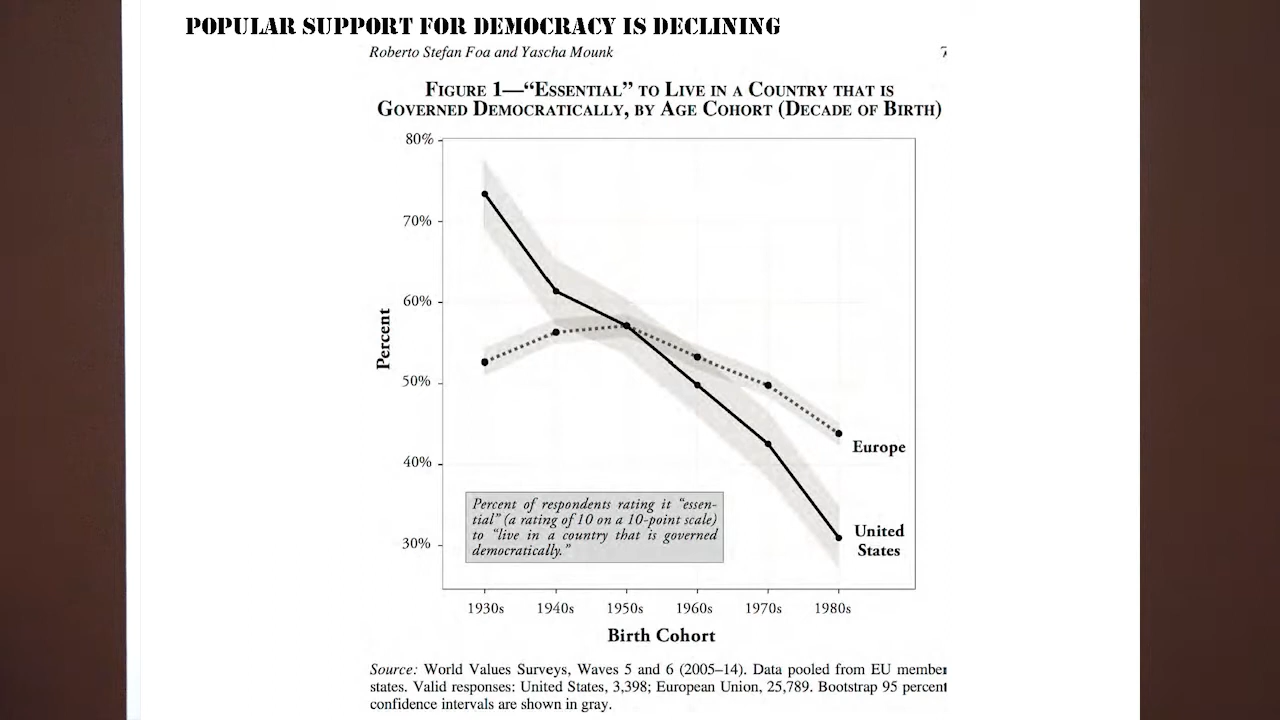 POPULAR SUPPORT FOR DEMOCRACY IS DECLINING
Roberto Stefan Foa and Yascha Mounk
7
FIGURE 1—“ESSENTIAL” TO LIVE IN A COUNTRY THAT IS
GOVERNED DEMOCRATICALLY, BY AGE COHORT (DECADE OF BIRTH)
80%
70%
60%
50%
40%
30%
Percent
Europe
United
States
Percent of respondents rating it “essen-
tial” (a rating of 10 on a 10-point scale)
to “live in a country that is governed
democratically.”
1930s 1940s 1950s 1960s 1970s 1980s
Birth Cohort
Source: World Values Surveys, Waves 5 and 6 (2005–14). Data pooled from EU member
states. Valid responses: United States, 3,398; European Union, 25,789. Bootstrap 95 percent
confidence intervals are shown in gray.